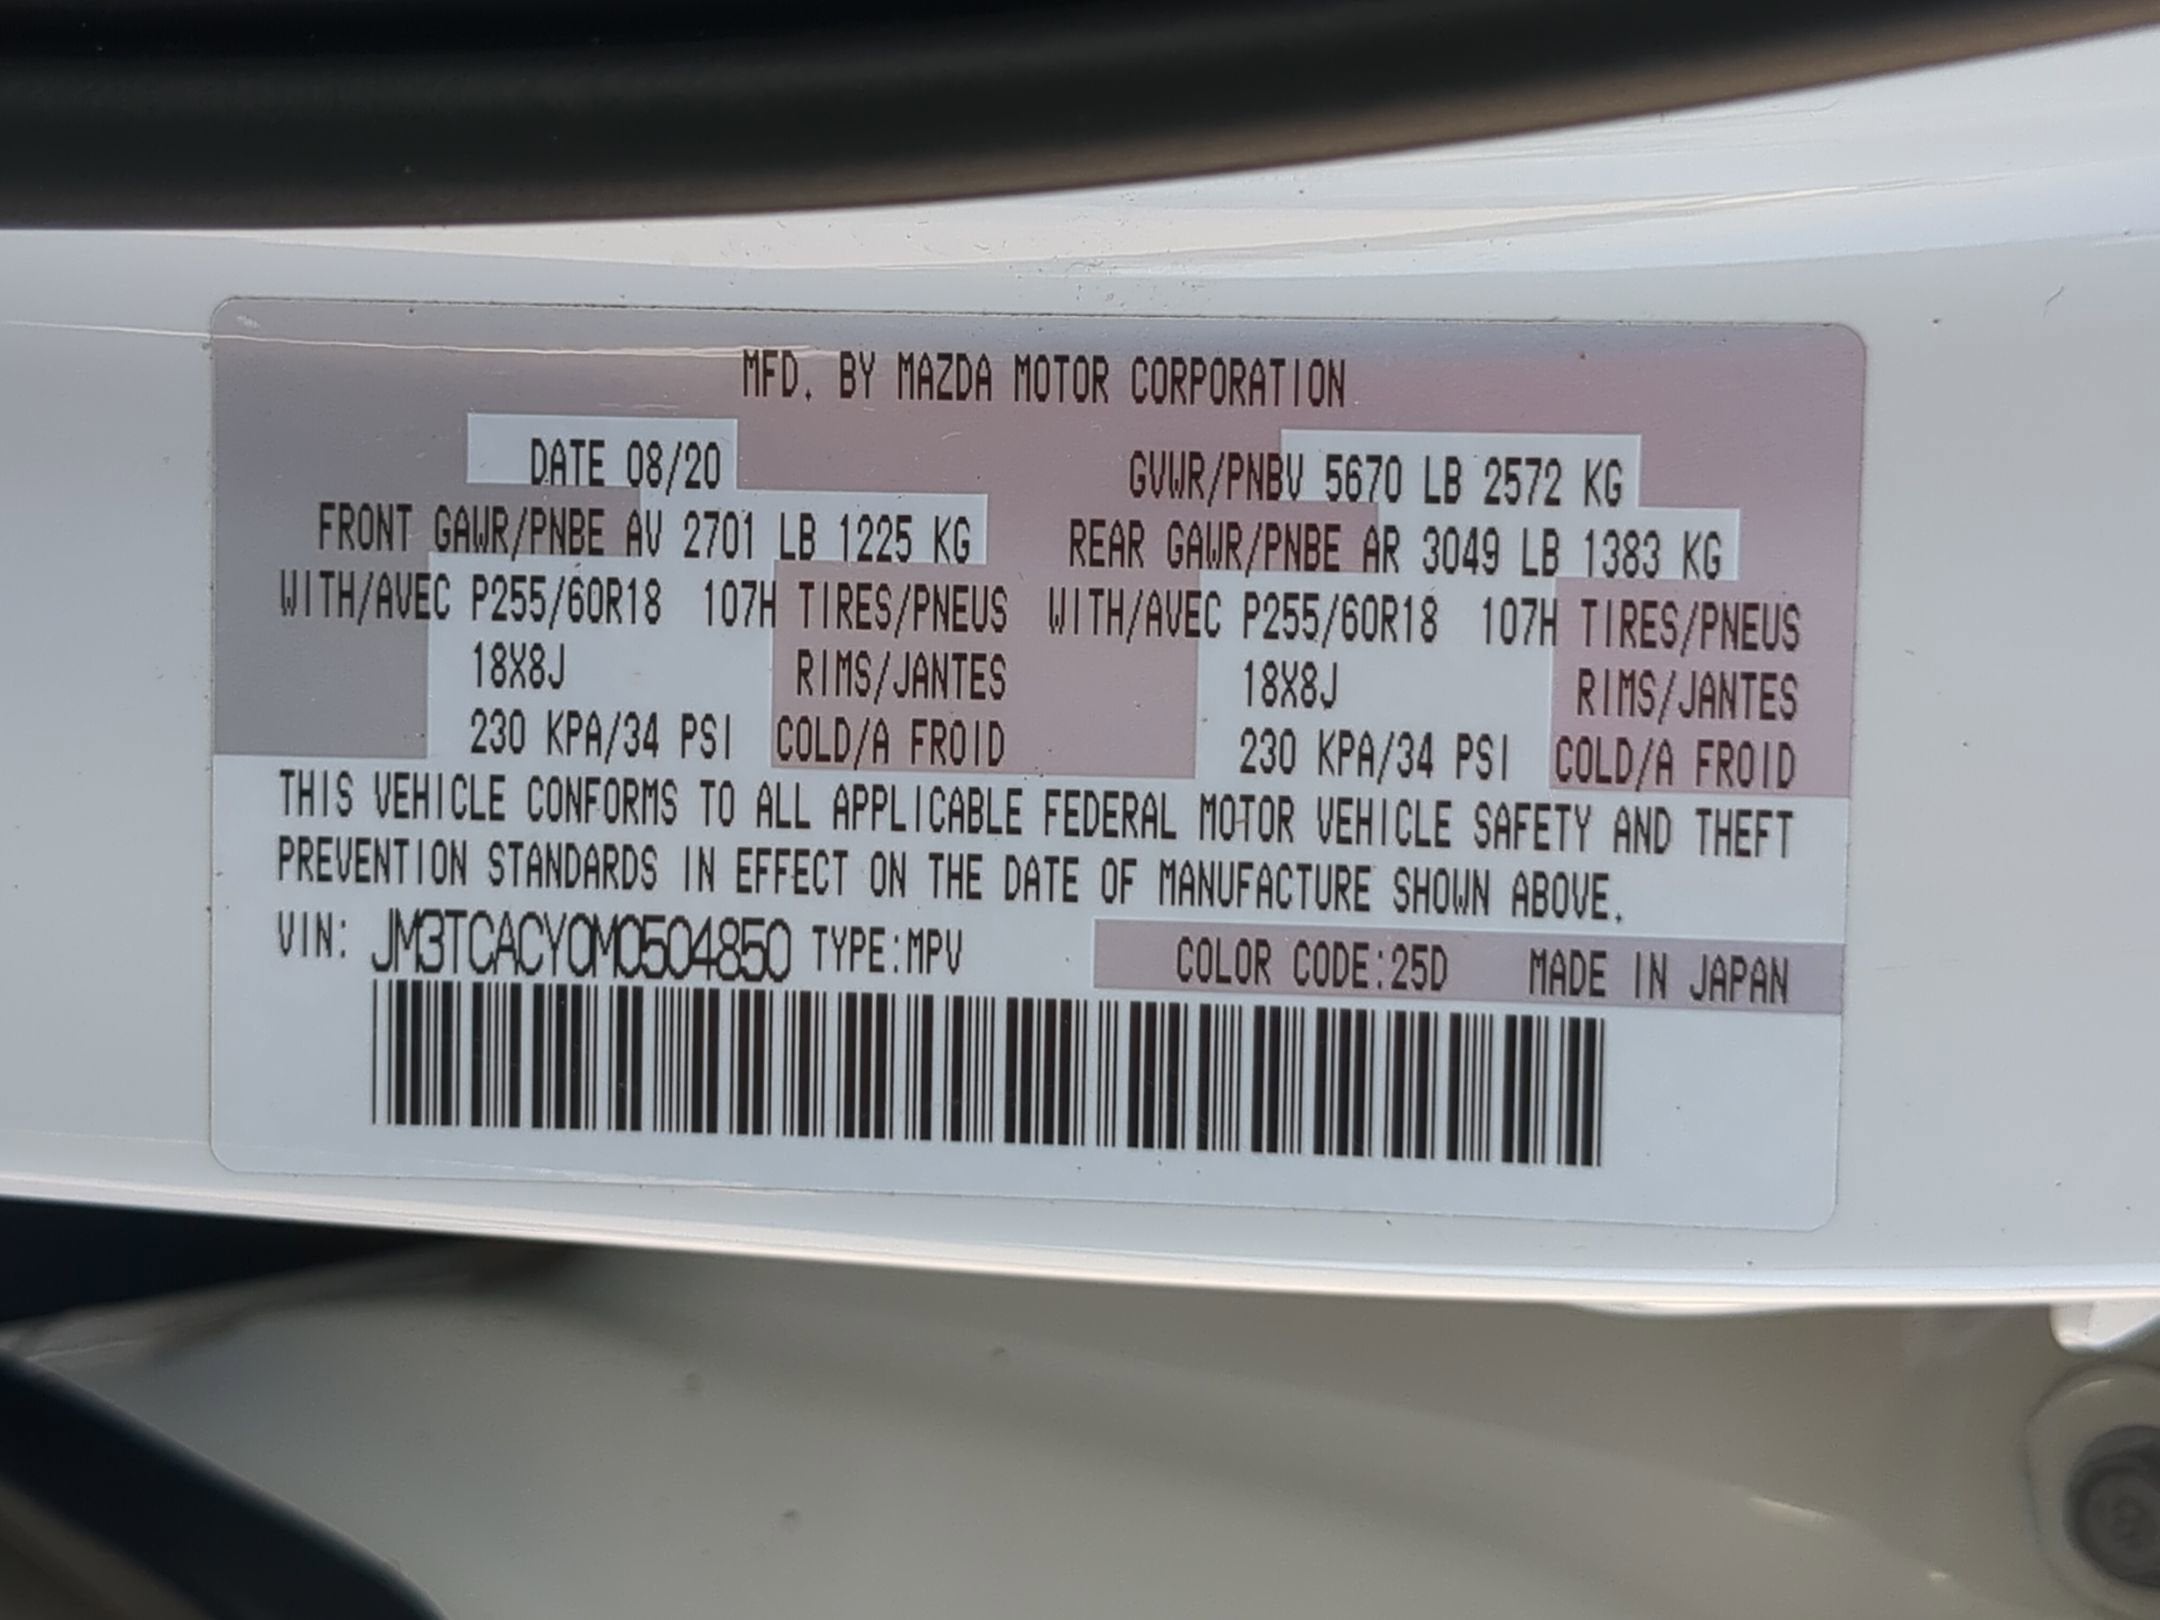 MFD. BY MAZDA MOTOR CORPORATION
DATE 08/20 GVWR/PNBV 5670 LB 2572 KG
FRONT GAWR/PNBE AV 2701 LB 1225 KG REAR GAWR/PNBE AR 3049 LB 1383 KG
WITH/AVEC P255/60R18 107H TIRES/PNEUS WITH/AVEC P255/60R18 107H TIRES/PNEUS
18X8J RIMS/JANTES 18X8J RIMS/JANTES
230 KPA/34 PSI COLD/A FROID 230 KPA/34 PSI COLD/A FROID
THIS VEHICLE CONFORMS TO ALL APPLICABLE FEDERAL MOTOR VEHICLE SAFETY AND THEFT
PREVENTION STANDARDS IN EFFECT ON THE DATE OF MANUFACTURE SHOWN ABOVE.
VIN: JM3TCACY0M0504850 TYPE:MPV COLOR CODE:25D MADE IN JAPAN